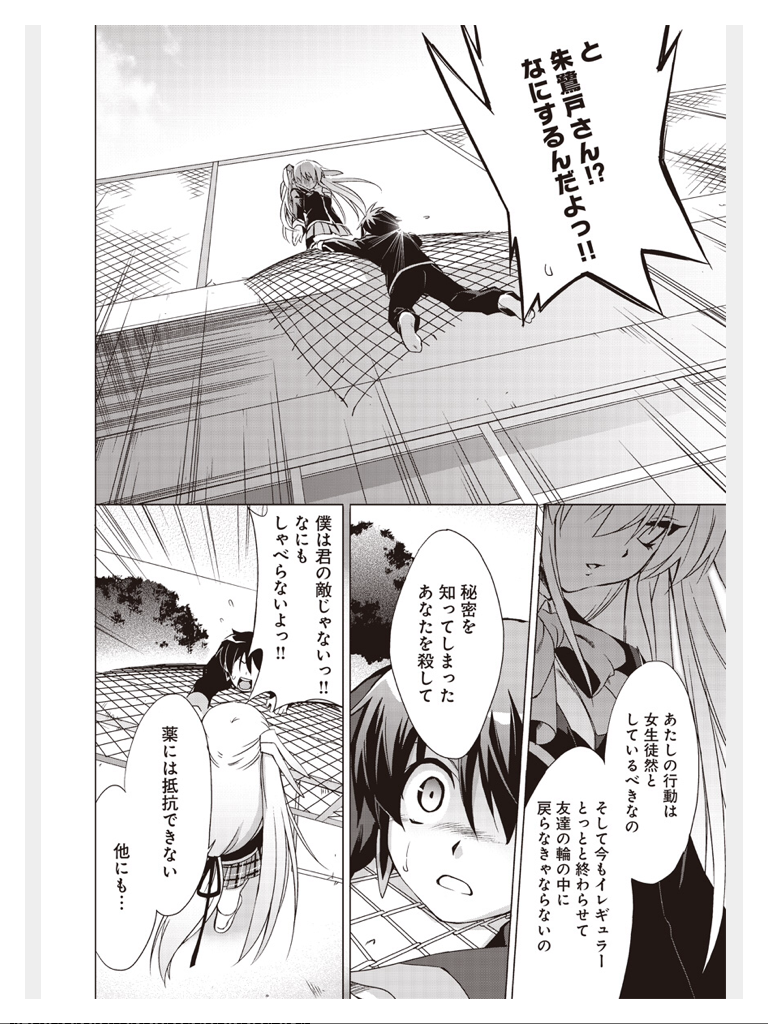 と
朱鷺戸さん!?
なにするんだよっ!!
あたしの行動は
女生徒然と
しているべきなの
そして今もイレギュラー
とっとと終わらせて
友達の輪の中に
戻らなきゃならないの
秘密を
知ってしまった
あなたを殺して
僕は君の敵じゃないっ!!
なにも
しゃべらないよっ!!
薬には抵抗できない
他にも…